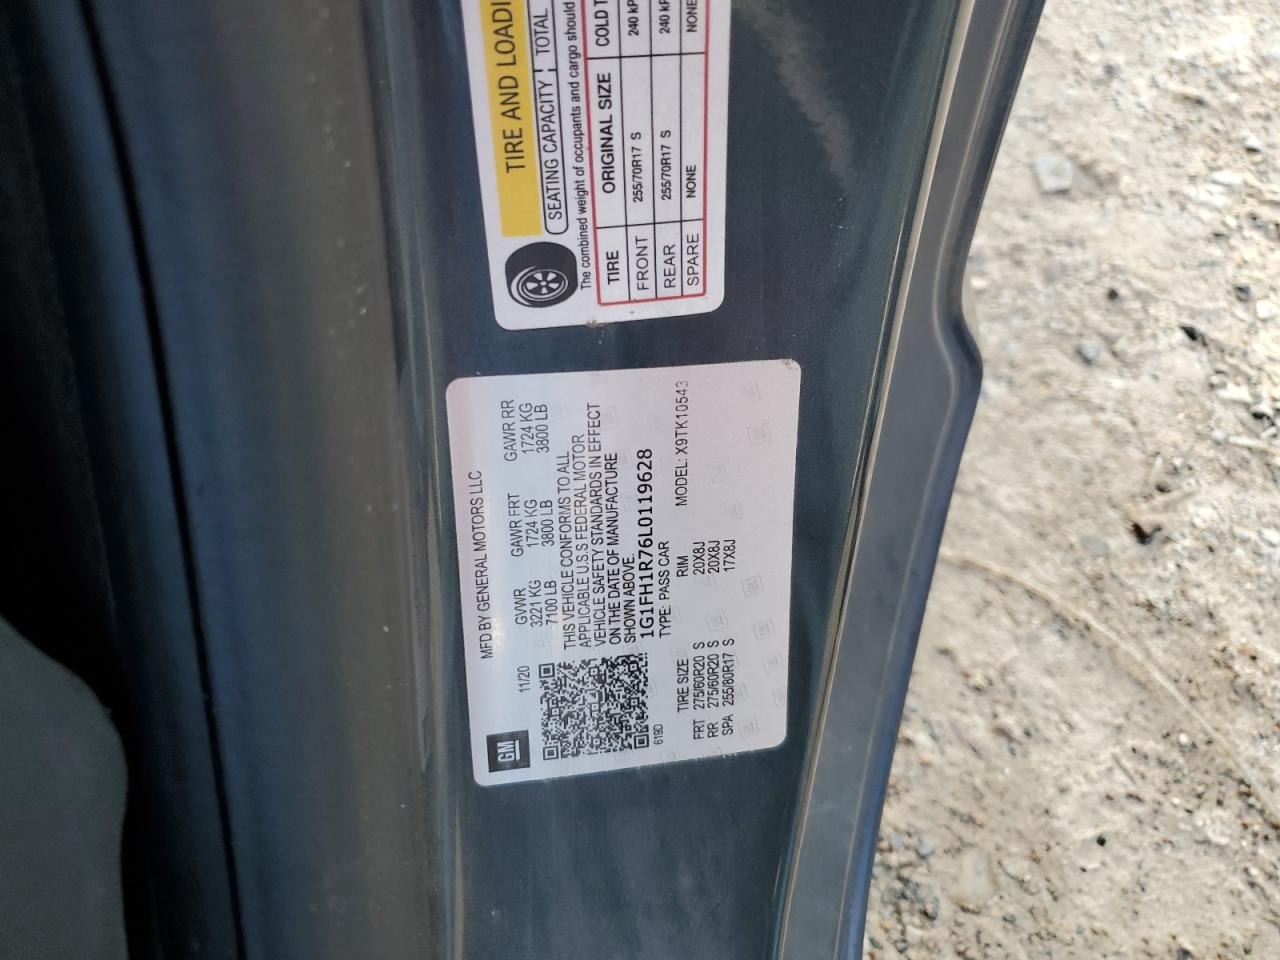 TIRE AND LOADI
SEATING CAPACITY TOTAL
The combined weight of occupants and cargo should
TIRE ORIGINAL SIZE COLD T
FRONT 255/70R17 S 240 kP
REAR 255/70R17 S 240 kP
SPARE NONE NONE
GM
MFD BY GENERAL MOTORS LLC
11/20 GVWR GAWR FRT GAWR RR
3221 KG 1724 KG 1724 KG
7100 LB 3800 LB 3800 LB
THIS VEHICLE CONFORMS TO ALL
APPLICABLE U.S.S FEDERAL MOTOR
VEHICLE SAFETY STANDARDS IN EFFECT
ON THE DATE OF MANUFACTURE
SHOWN ABOVE.
1G1FH1R76L0119628
619D TYPE: PASS CAR MODEL: X9TK10543
TIRE SIZE RIM
FRT 275/60R20 S 20X8J
RR 275/60R20 S 20X8J
SPA 255/80R17 S 17X8J